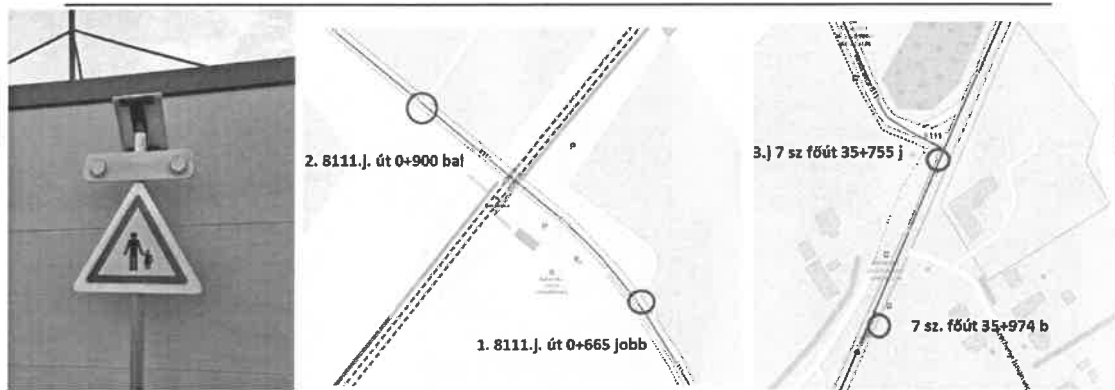 2. 8111.j. út 0+900 bal
1. 8111.j. út 0+665 jobb
3.) 7 sz főút 35+755 j
7 sz. főút 35+974 b